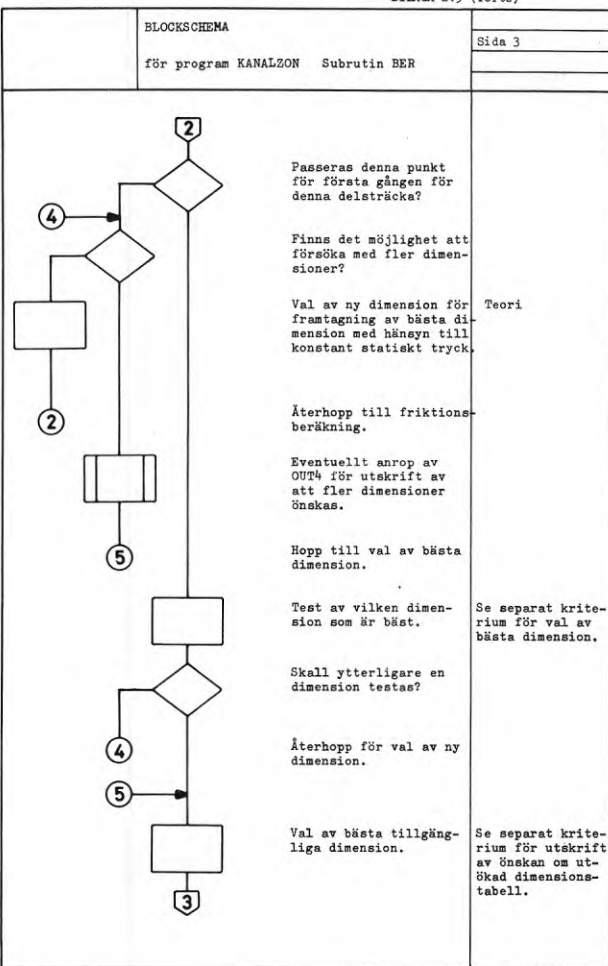 BLOCKSCHEMA
Sida 3
för program KANALZON Subrutin BER
2
Passeras denna punkt
för första gången för
denna delsträcka?
4
Finns det möjlighet att
försöka med fler dimen-
sioner?
Val av ny dimension för
framtagning av bästa di-
mension med hänsyn till
konstant statiskt tryck.
Teori
2
Återhopp till friktions-
beräkning.
Eventuellt anrop av
OUT4 för utskrift av
att fler dimensioner
önskas.
5
Hopp till val av bästa
dimension.
Test av vilken dimen-
sion som är bäst.
Se separat krite-
rium för val av
bästa dimension.
Skall ytterligare en
dimension testas?
4
Återhopp för val av ny
dimension.
5
Val av bästa tillgäng-
liga dimension.
Se separat krite-
rium för utskrift
av önskan om ut-
ökad dimensions-
tabell.
3